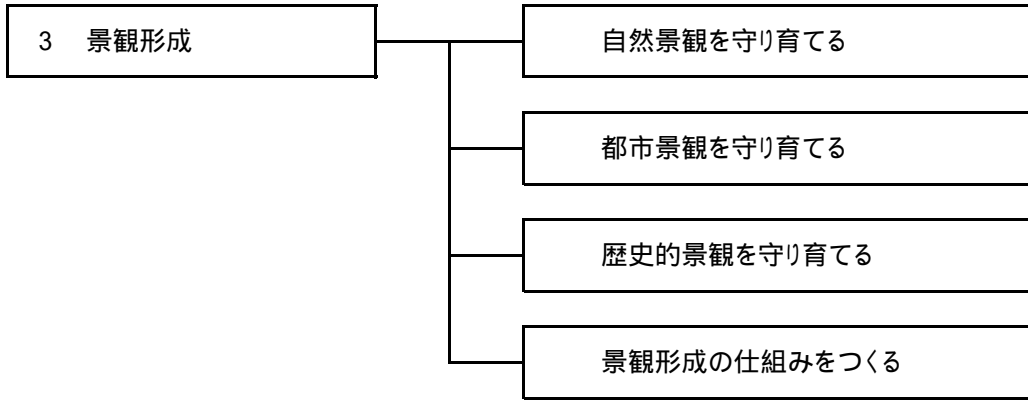 3 景観形成
自然景観を守り育てる
都市景観を守り育てる
歴史的景観を守り育てる
景観形成の仕組みをつくる